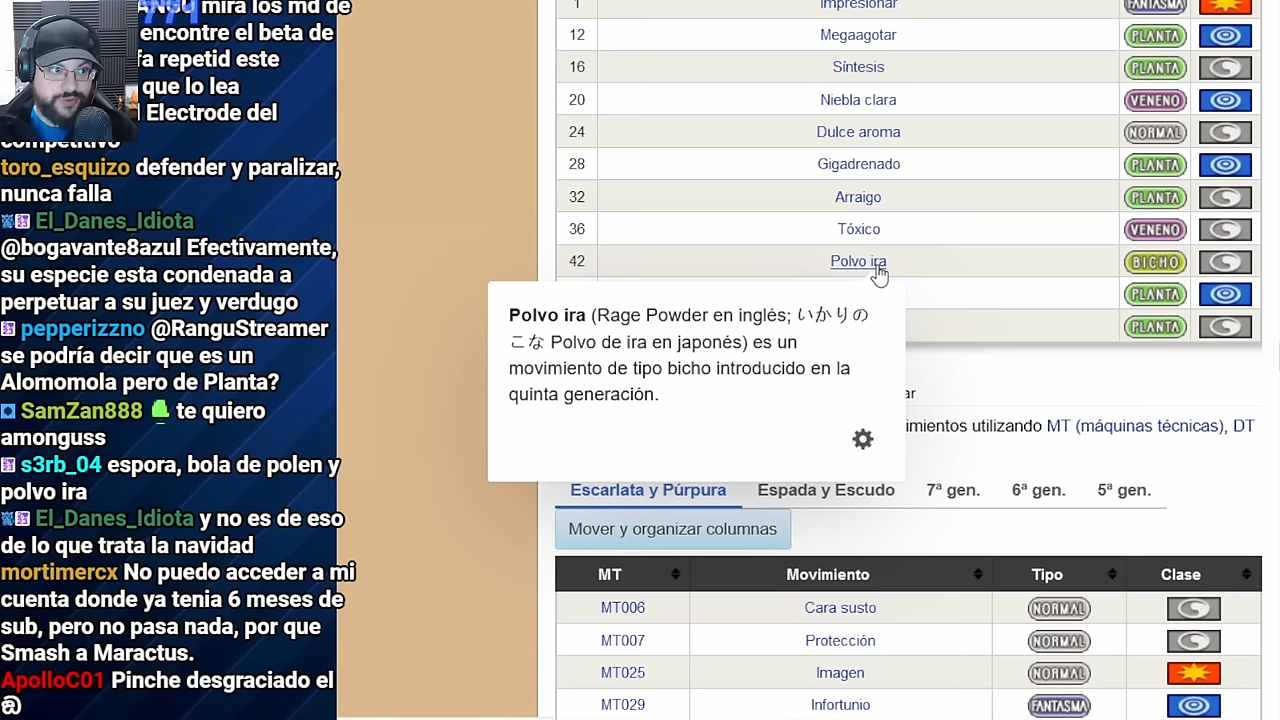 771
ANGU mira los md de
encontre el beta de
fa repetid este
que lo lea
Electrode del
competitivo
toro_esquizo defender y paralizar,
nunca falla
El_Danes_Idiota
@bogavante8azul Efectivamente,
su especie esta condenada a
perpetuar a su juez y verdugo
pepperizzno @RanguStreamer
se podría decir que es un
Alomomola pero de Planta?
SamZan888 te quiero
amonguss
s3rb_04 espora, bola de polen y
polvo ira
El_Danes_Idiota y no es de eso
de lo que trata la navidad
mortimercx No puedo acceder a mi
cuenta donde ya tenia 6 meses de
sub, pero no pasa nada, por que
Smash a Maractus.
ApolloC01 Pinche desgraciado el
ඞ
1 Impresionar FANTASMA
12 Megaagotar PLANTA
16 Síntesis PLANTA
20 Niebla clara VENENO
24 Dulce aroma NORMAL
28 Gigadrenado PLANTA
32 Arraigo PLANTA
36 Tóxico VENENO
42 Polvo ira BICHO
PLANTA
PLANTA
Polvo ira (Rage Powder en inglés; いかりの
こな Polvo de ira en japonés) es un
movimiento de tipo bicho introducido en la
quinta generación.
ar
imientos utilizando MT (máquinas técnicas), DT
Escarlata y Púrpura Espada y Escudo 7ª gen. 6ª gen. 5ª gen.
Mover y organizar columnas
MT Movimiento Tipo Clase
MT006 Cara susto NORMAL
MT007 Protección NORMAL
MT025 Imagen NORMAL
MT029 Infortunio FANTASMA